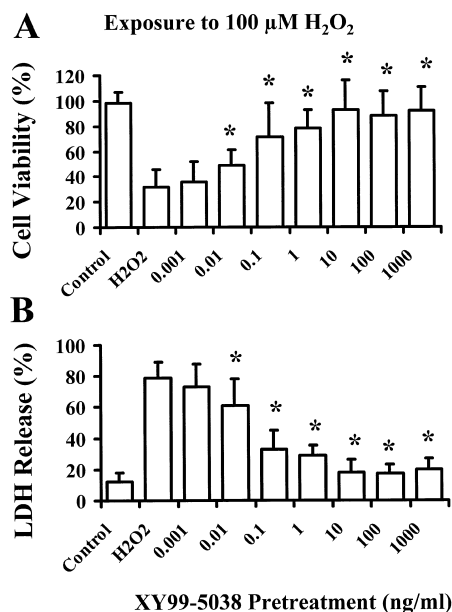 A
Exposure to 100 µM H₂O₂
Cell Viability (%)
120
100
80
60
40
20
0
* * * * * * *
Control H2O2 0.001 0.01 0.1 1 10 100 1000
B
LDH Release (%)
100
80
60
40
20
0
* * * * * * *
Control H2O2 0.001 0.01 0.1 1 10 100 1000
XY99-5038 Pretreatment (ng/ml)